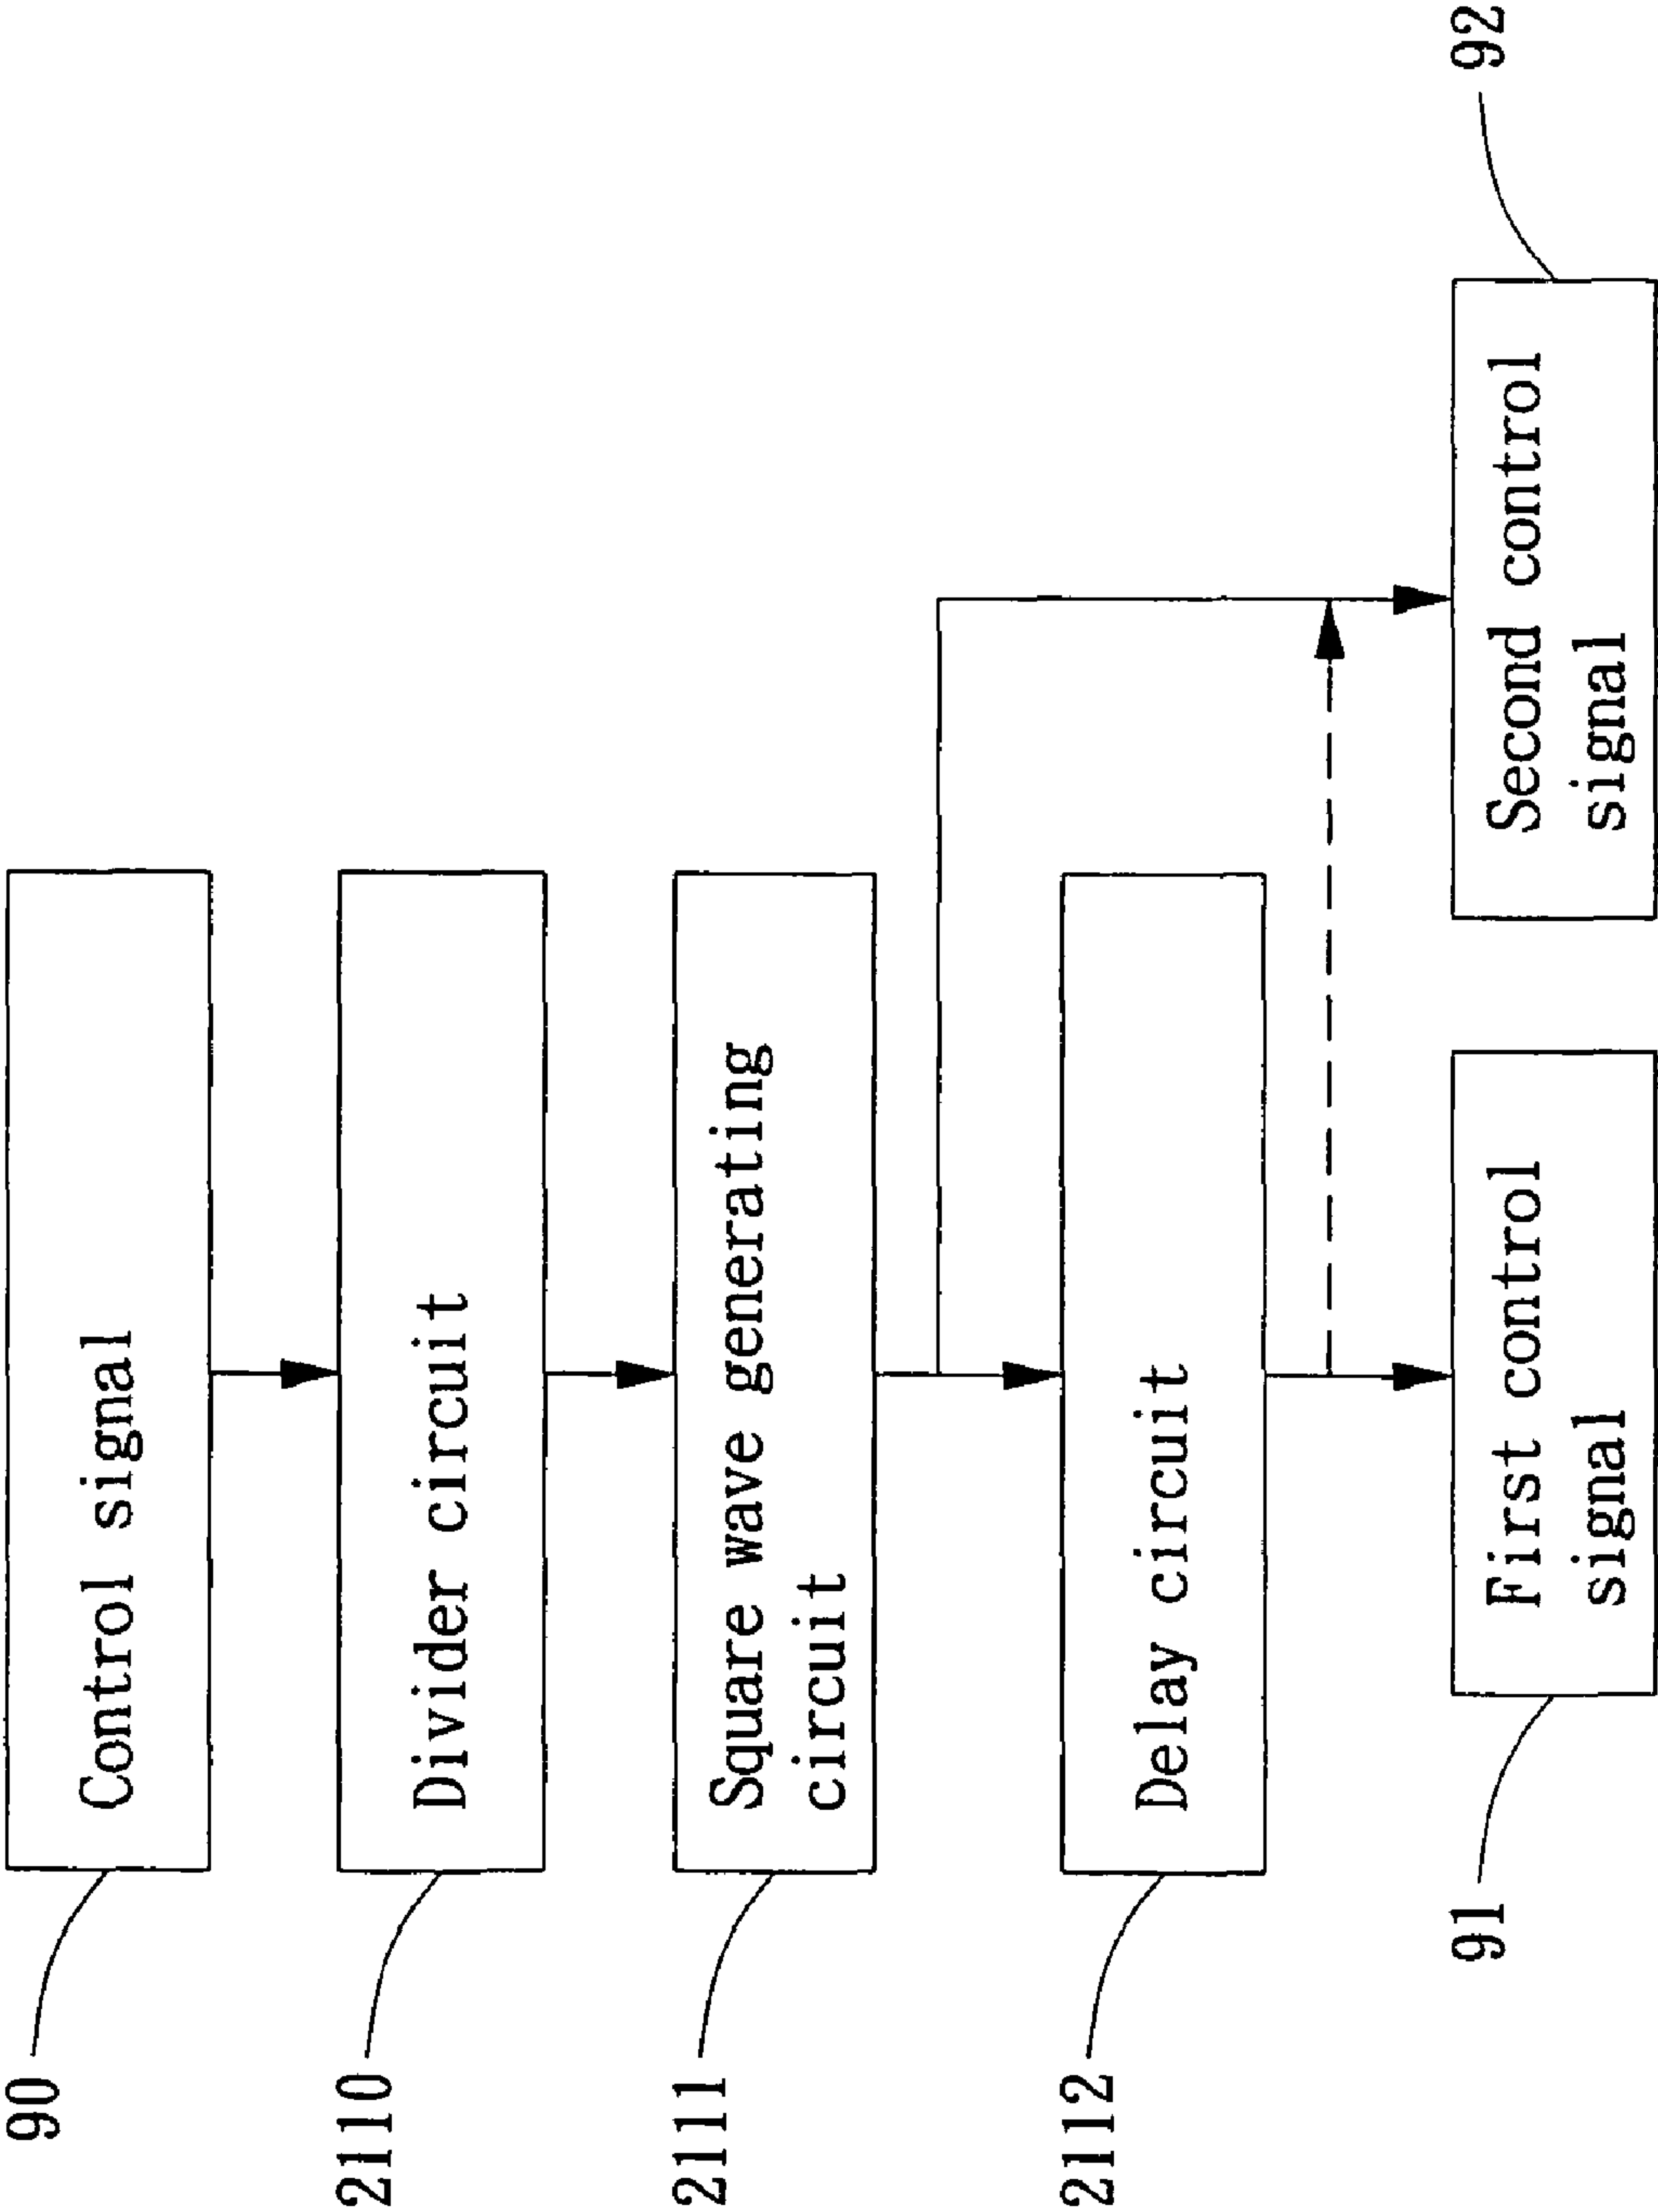 90
Control signal
2110
Divider circuit
2111
Square wave generating
circuit
2112
Delay circuit
91
First control
signal
Second control
signal
92